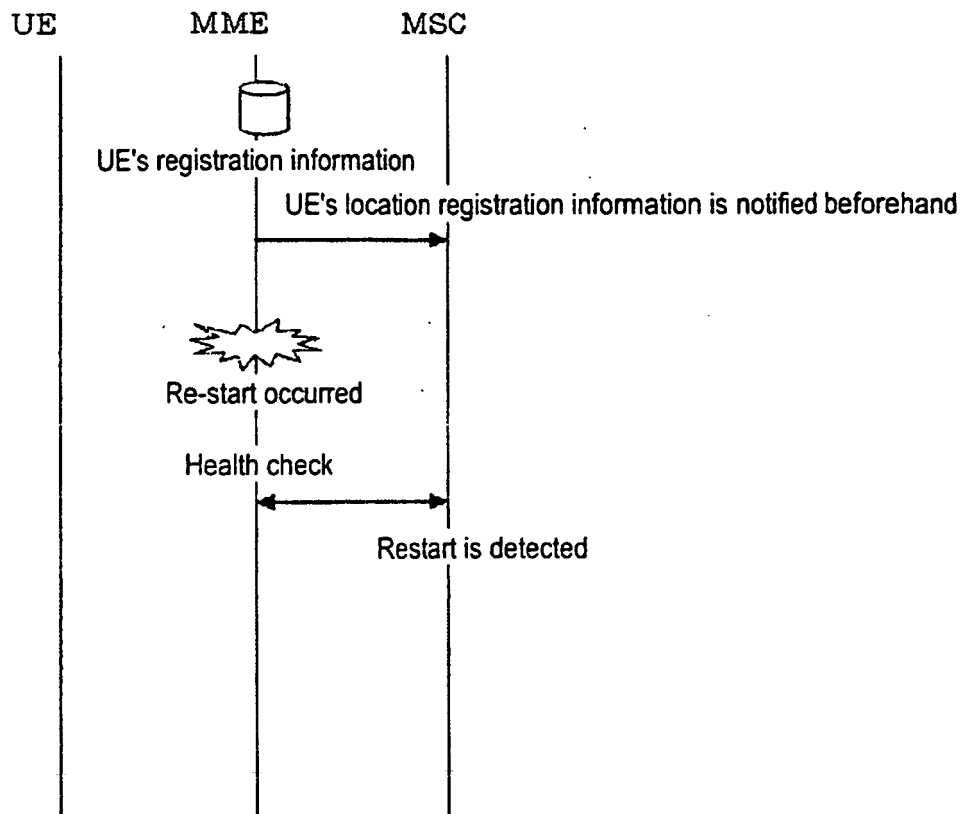 UE MME MSC
UE's registration information
UE's location registration information is notified beforehand
Re-start occurred
Health check
Restart is detected